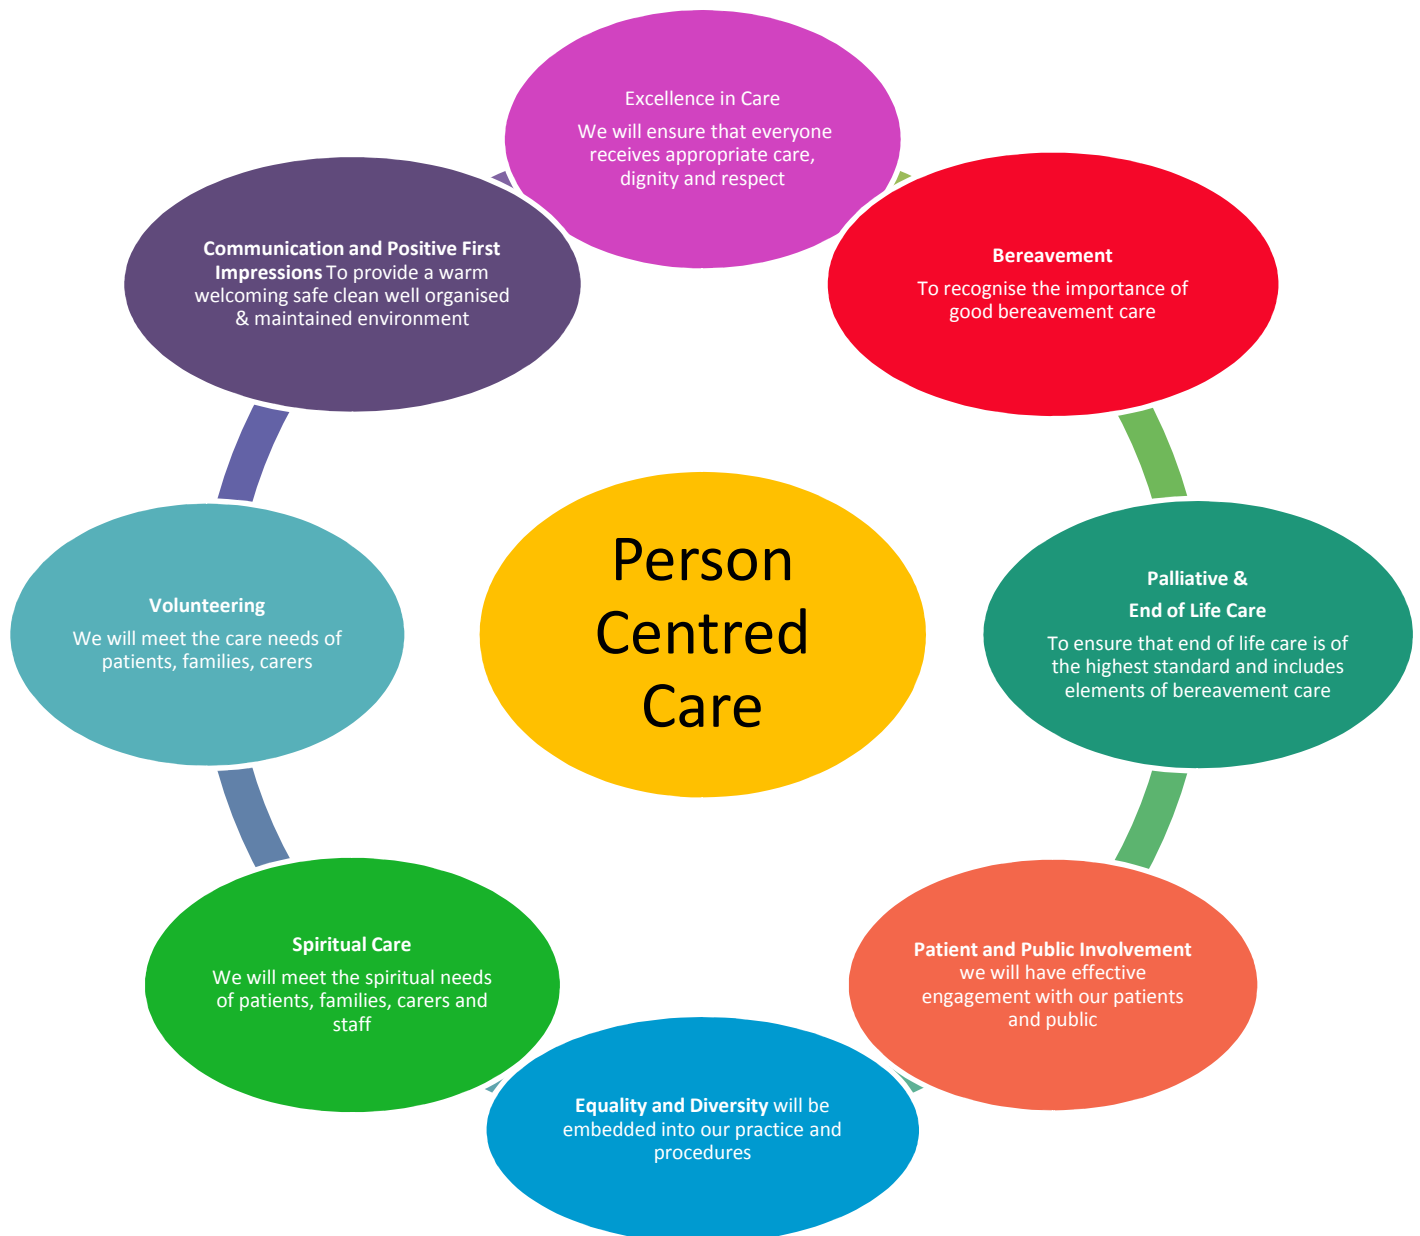 Excellence in Care
We will ensure that everyone
receives appropriate care,
dignity and respect
Bereavement
To recognise the importance of
good bereavement care
Palliative &
End of Life Care
To ensure that end of life care is of
the highest standard and includes
elements of bereavement care
Patient and Public Involvement
we will have effective
engagement with our patients
and public
Equality and Diversity will be
embedded into our practice and
procedures
Spiritual Care
We will meet the spiritual needs
of patients, families, carers and
staff
Volunteering
We will meet the care needs of
patients, families, carers
Communication and Positive First
Impressions To provide a warm
welcoming safe clean well organised
& maintained environment
Person
Centred
Care